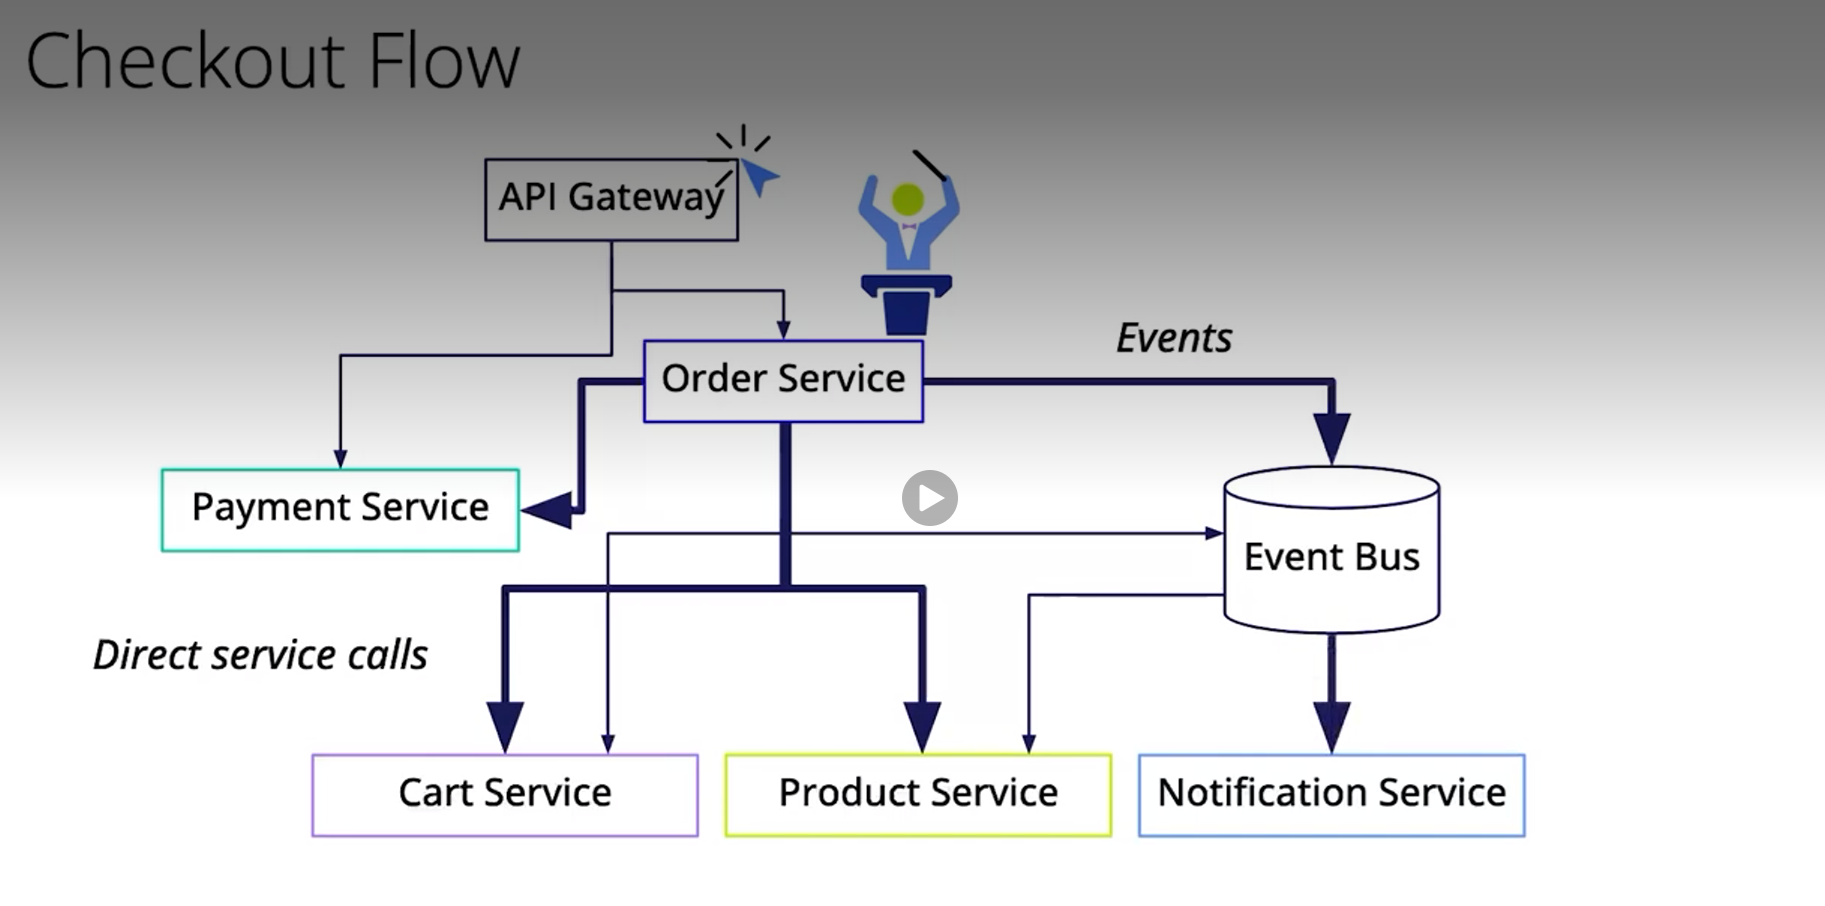 Checkout Flow
API Gateway
Events
Order Service
Payment Service
Event Bus
Direct service calls
Cart Service
Product Service
Notification Service